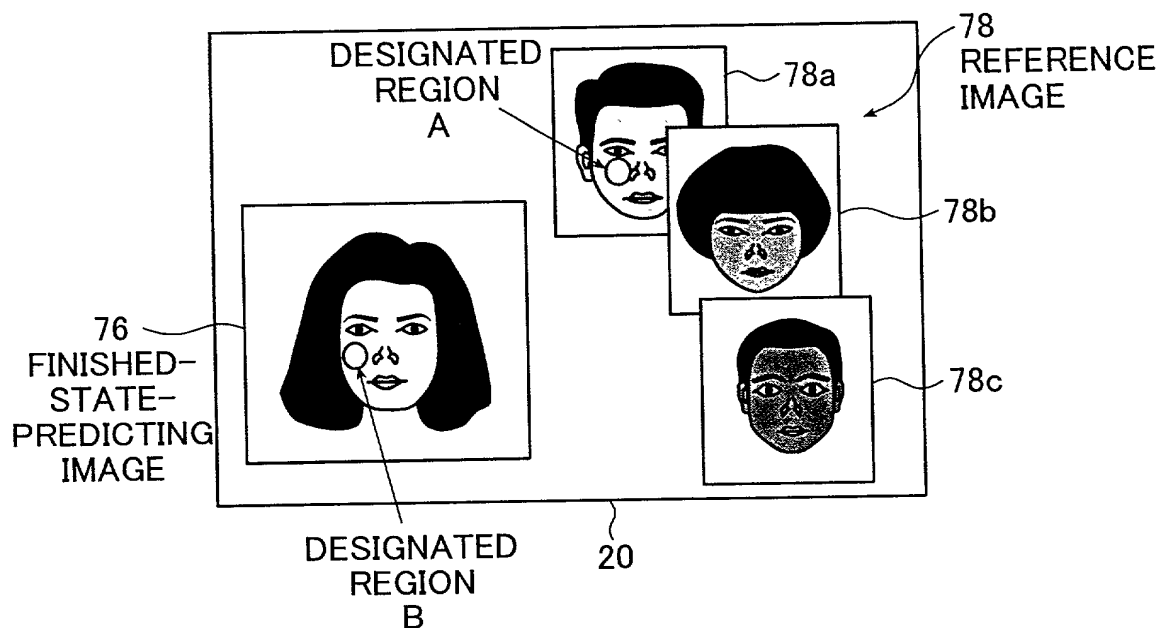 DESIGNATED
REGION
A
78
REFERENCE
IMAGE
78a
78b
78c
76
FINISHED-
STATE-
PREDICTING
IMAGE
DESIGNATED
REGION
B
20